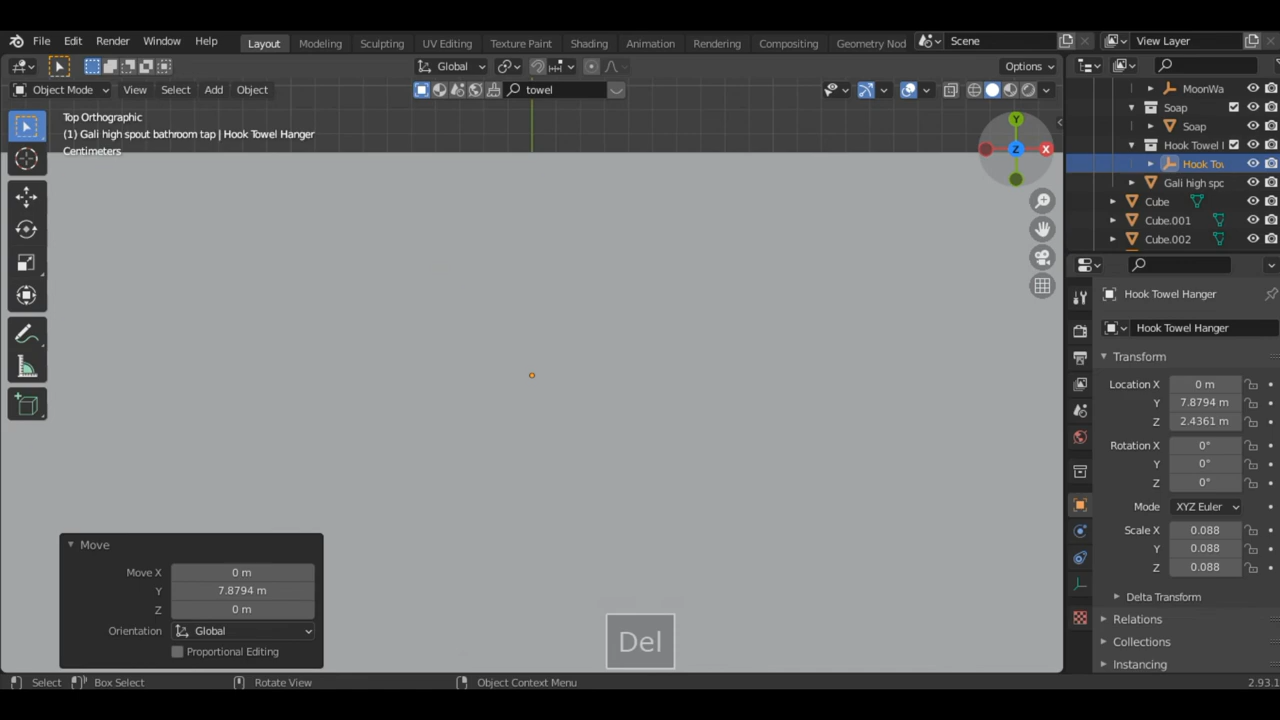 File Edit Render Window Help Layout Modeling Sculpting UV Editing Texture Paint Shading Animation Rendering Compositing Geometry Nod Scene View Layer
Global Options
Object Mode View Select Add Object towel
Top Orthographic
(1) Gali high spout bathroom tap | Hook Towel Hanger
Centimeters
Y
Z
X
MoonWa
Soap
Soap
Hook Towel
Hook Tow
Gali high spo
Cube
Cube.001
Cube.002
Hook Towel Hanger
Hook Towel Hanger
Transform
Location X 0 m
Y 7.8794 m
Z 2.4361 m
Rotation X 0°
Y 0°
Z 0°
Mode XYZ Euler
Scale X 0.088
Y 0.088
Z 0.088
Delta Transform
Relations
Collections
Instancing
Move
Move X 0 m
Y 7.8794 m
Z 0 m
Orientation Global
Proportional Editing
Del
Select Box Select Rotate View Object Context Menu 2.93.1